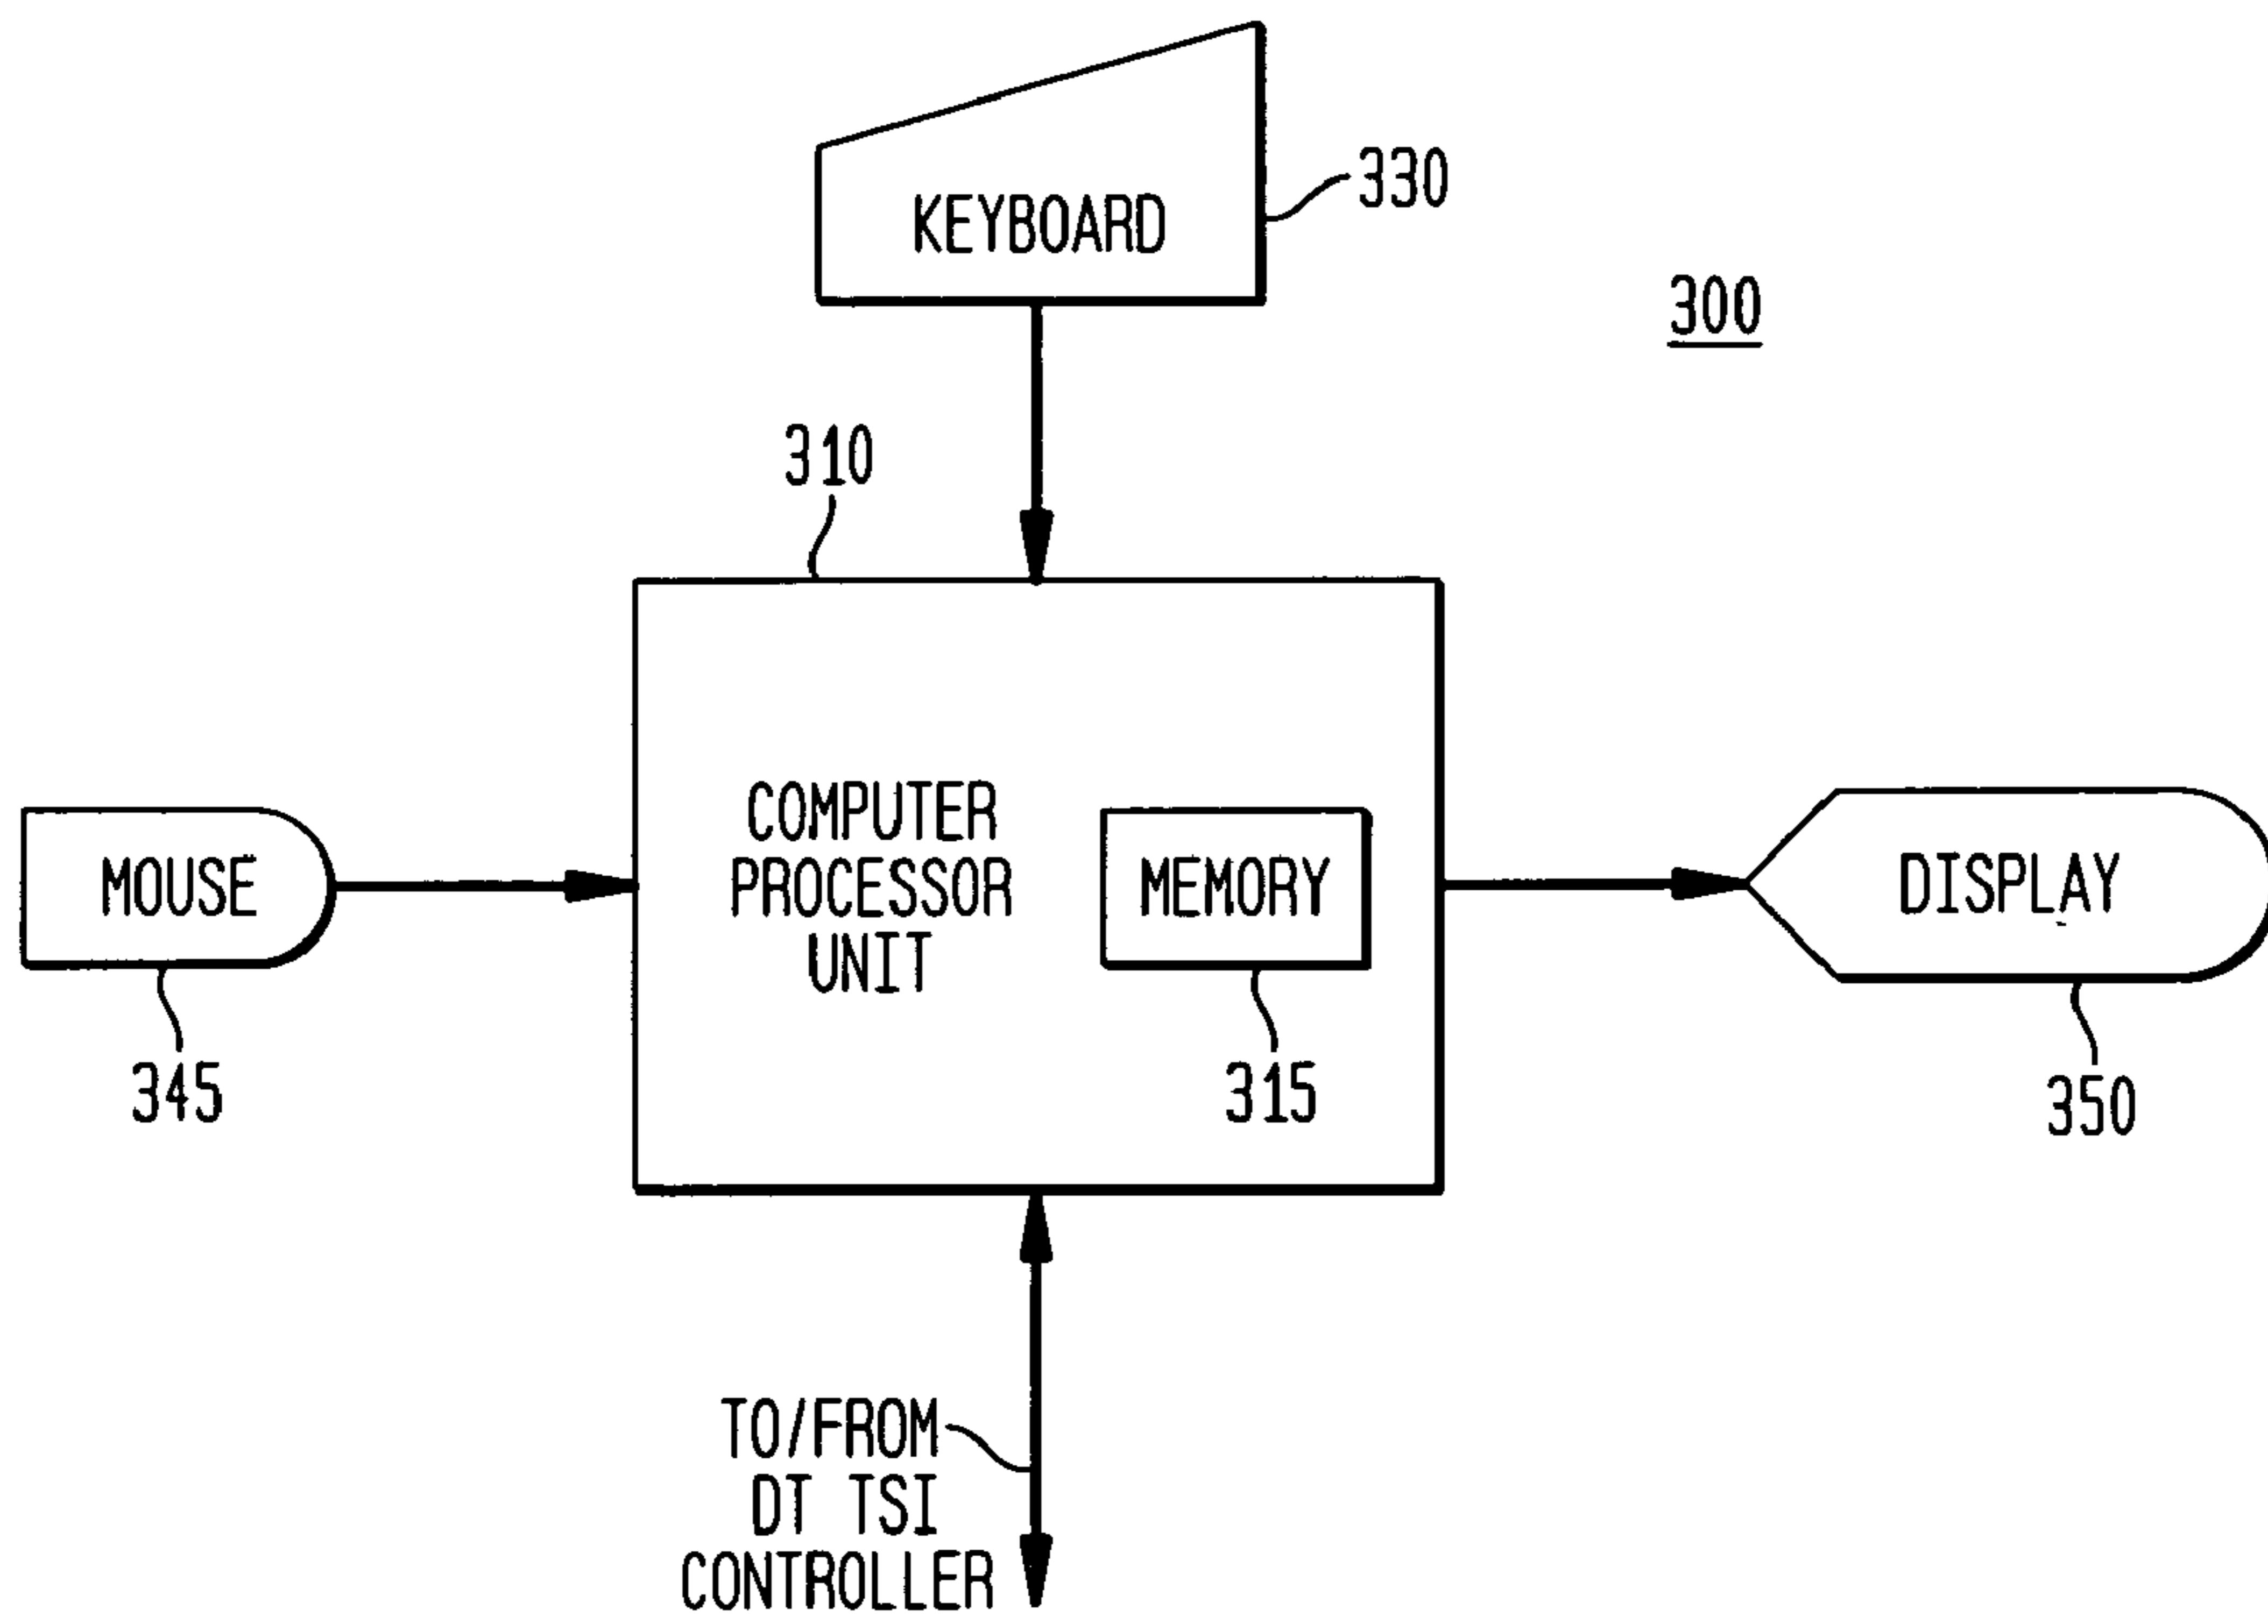 330
KEYBOARD
300
310
COMPUTER
PROCESSOR
UNIT
MEMORY
MOUSE
DISPLAY
345
315
350
TO/FROM
DT TSI
CONTROLLER